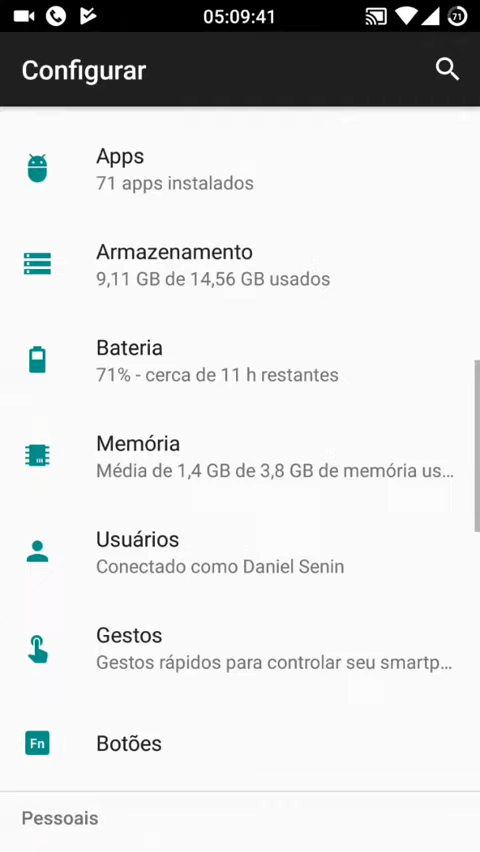 05:09:41
71
Configurar
Apps
71 apps instalados
Armazenamento
9,11 GB de 14,56 GB usados
Bateria
71% - cerca de 11 h restantes
Memória
Média de 1,4 GB de 3,8 GB de memória us...
Usuários
Conectado como Daniel Senin
Gestos
Gestos rápidos para controlar seu smartp...
Fn
Botões
Pessoais